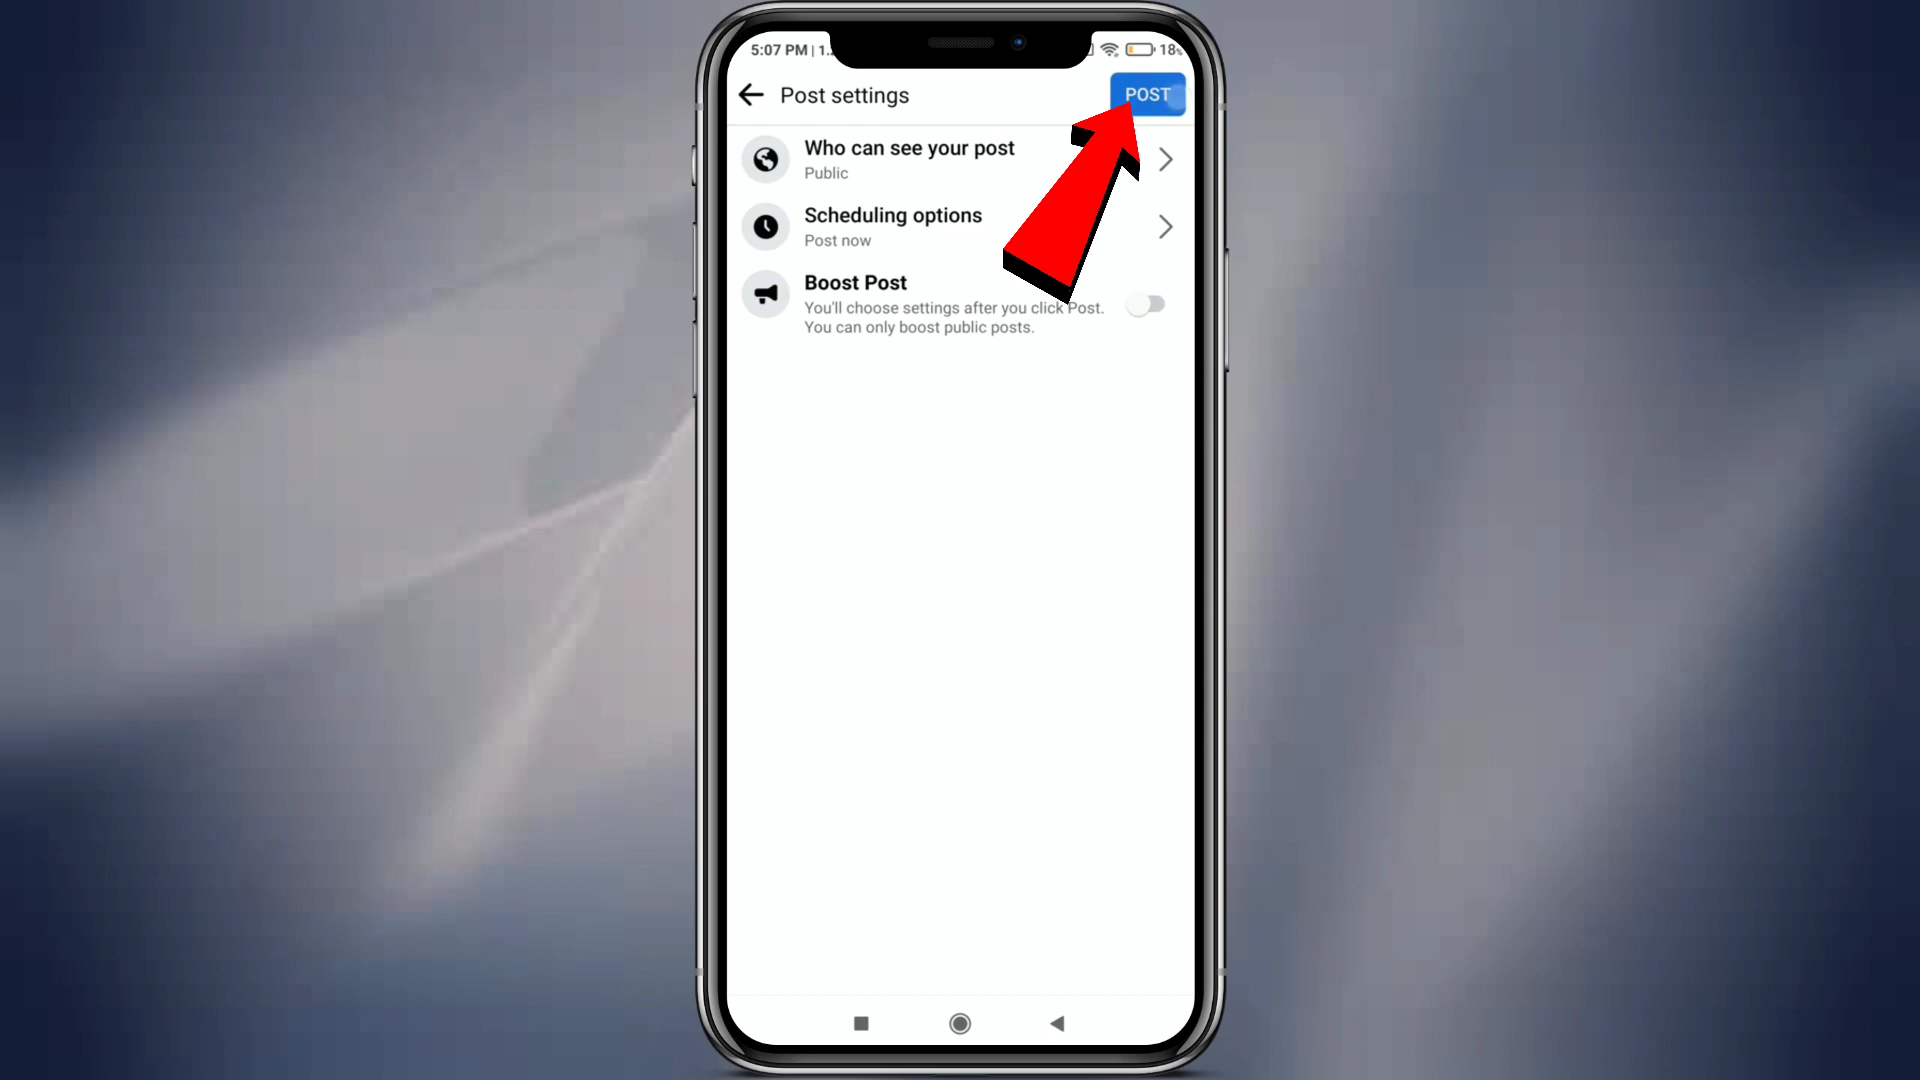 5:07 PM | 1..
18%
Post settings
POST
Who can see your post
Public
Scheduling options
Post now
Boost Post
You'll choose settings after you click Post.
You can only boost public posts.